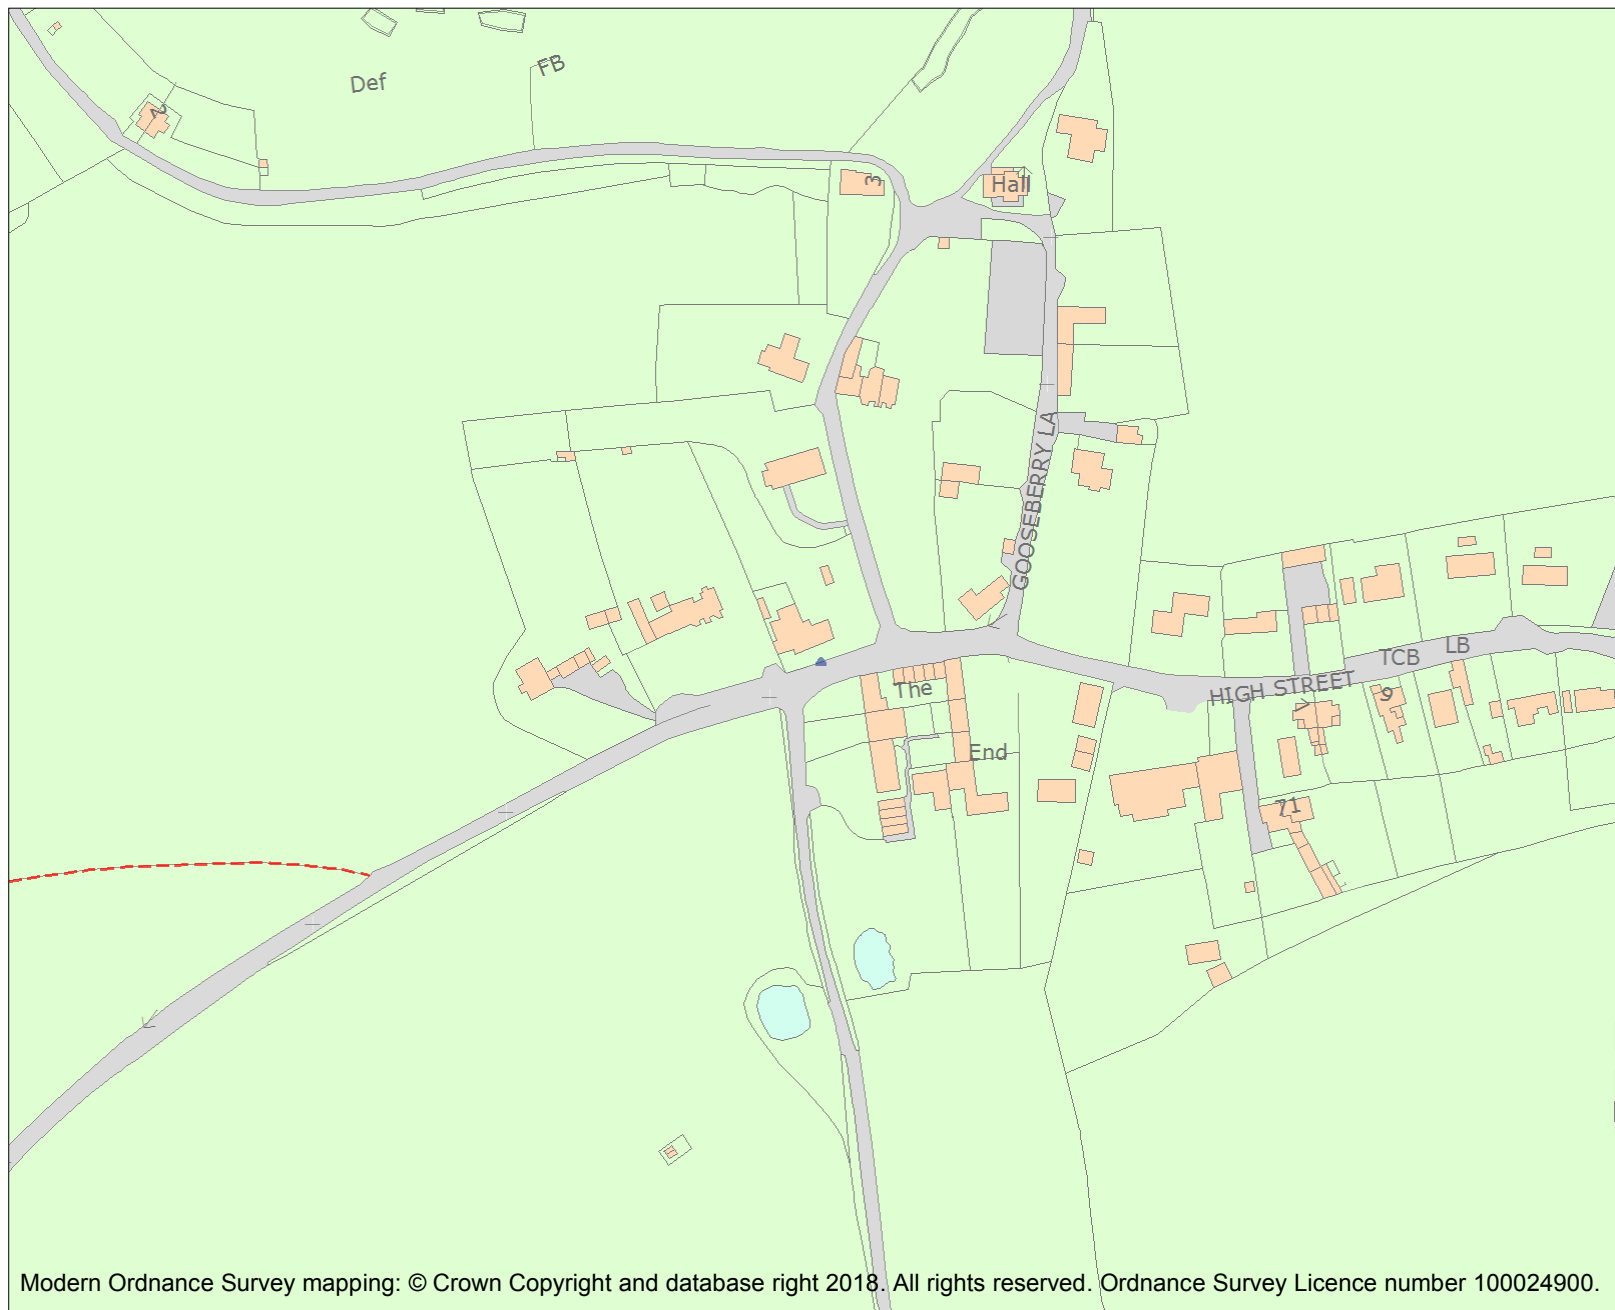 Def
FB
2
3
Hall
GOOSEBERRY LA
TCB
LB
HIGH STREET
The
9
7
End
71
Modern Ordnance Survey mapping: © Crown Copyright and database right 2018. All rights reserved. Ordnance Survey Licence number 100024900.